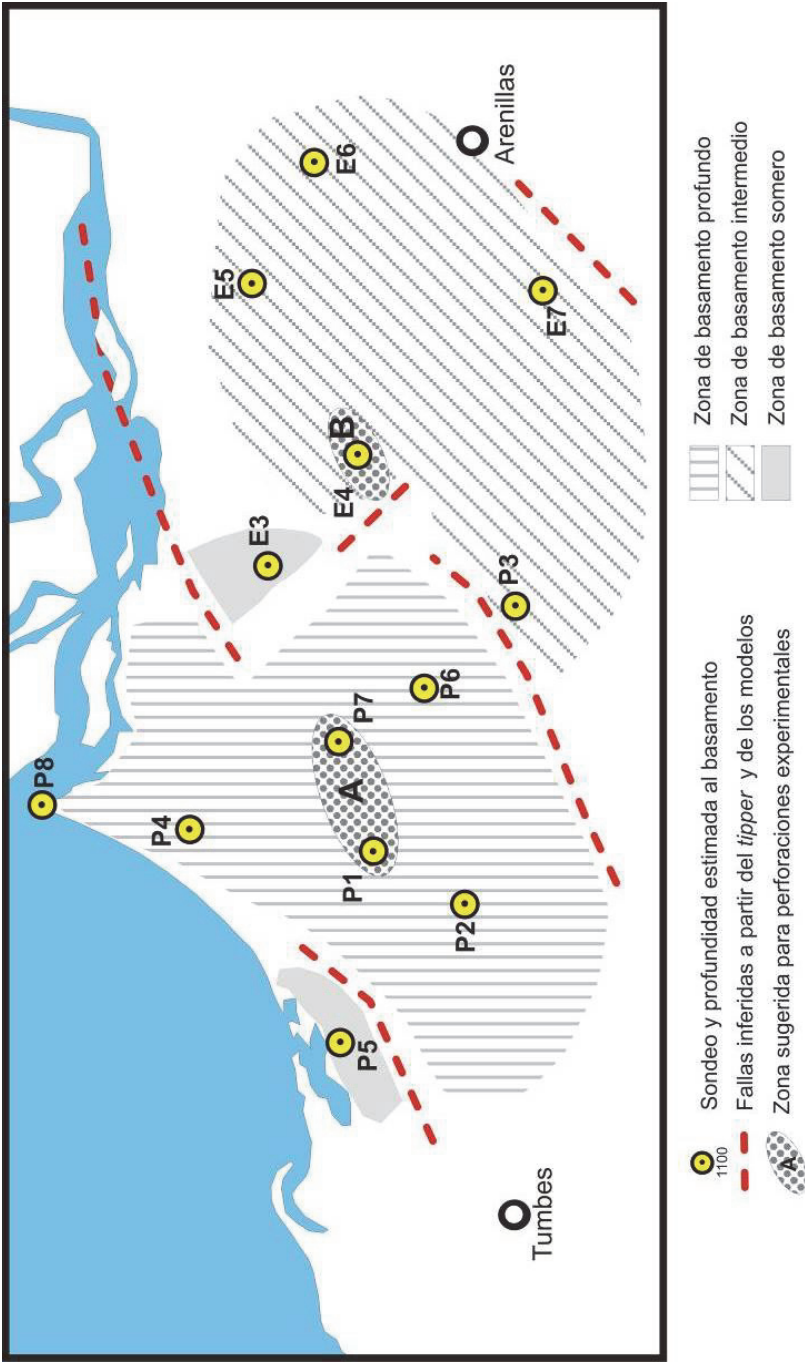 P8
P4
E3
E5
E6
P5
P1
A
P7
E4
B
P2
P6
P3
E7
Tumbes
Arenillas
1100
Sondeo y profundidad estimada al basamento
Fallas inferidas a partir del tipper y de los modelos
A
Zona sugerida para perforaciones experimentales
Zona de basamento profundo
Zona de basamento intermedio
Zona de basamento somero